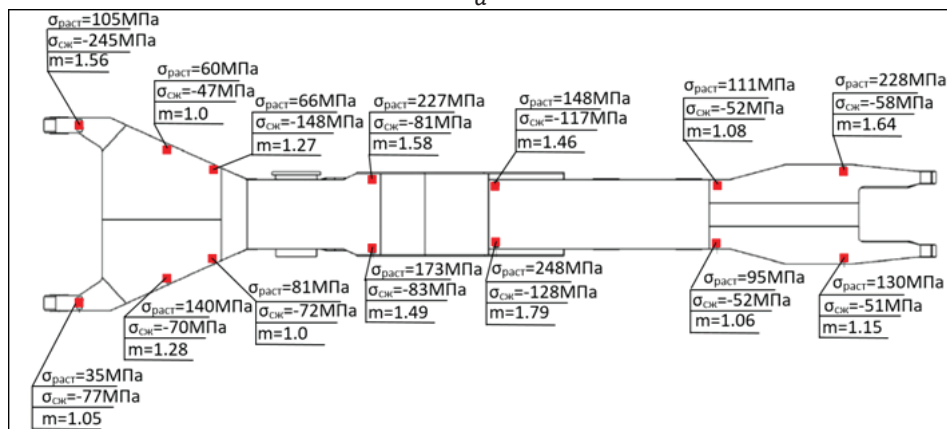 a
σраст=105МПа
σсж=-245МПа
m=1.56
σраст=60МПа
σсж=-47МПа
m=1.0
σраст=66МПа
σсж=-148МПа
m=1.27
σраст=227МПа
σсж=-81МПа
m=1.58
σраст=148МПа
σсж=-117МПа
m=1.46
σраст=111МПа
σсж=-52МПа
m=1.08
σраст=228МПа
σсж=-58МПа
m=1.64
σраст=35МПа
σсж=-77МПа
m=1.05
σраст=140МПа
σсж=-70МПа
m=1.28
σраст=81МПа
σсж=-72МПа
m=1.0
σраст=173МПа
σсж=-83МПа
m=1.49
σраст=248МПа
σсж=-128МПа
m=1.79
σраст=95МПа
σсж=-52МПа
m=1.06
σраст=130МПа
σсж=-51МПа
m=1.15